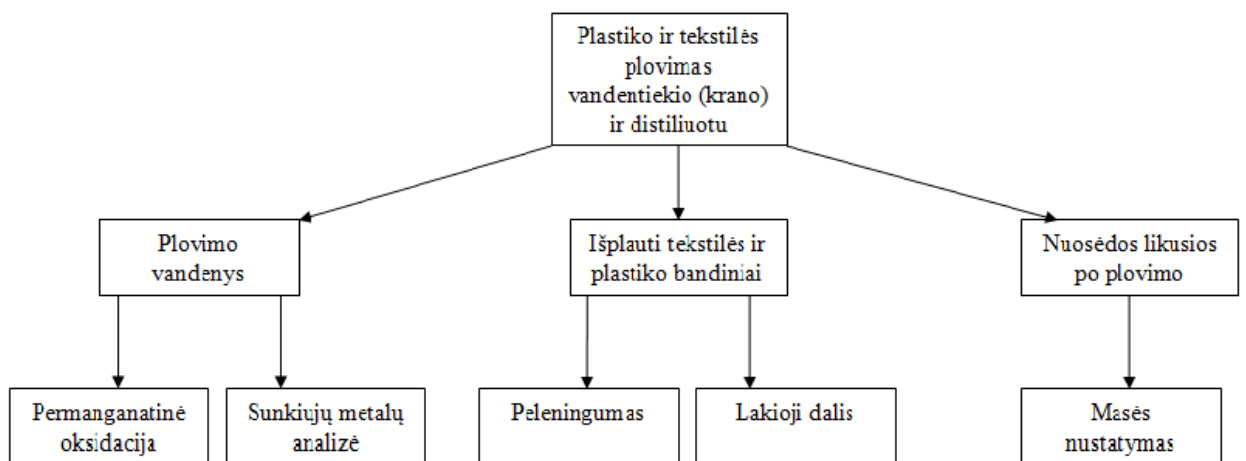 Plastiko ir tekstilės
plovimas
vandentiekio (krano)
ir distiliuotu
Plovimo
vandenys
Išplauti tekstilės ir
plastiko bandiniai
Nuosėdos likusios
po plovimo
Permanganatinė
oksidacija
Sunkiųjų metalų
analizė
Peleningumas
Lakioji dalis
Masės
nustatymas